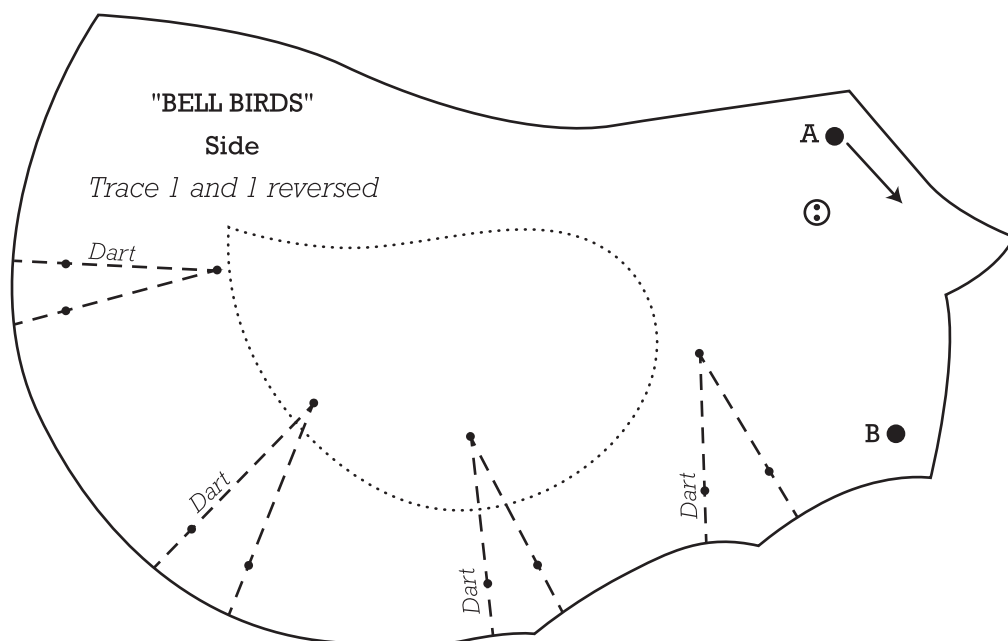 "BELL BIRDS"
Side
Trace 1 and 1 reversed
A
Dart
B
Dart
Dart
Dart